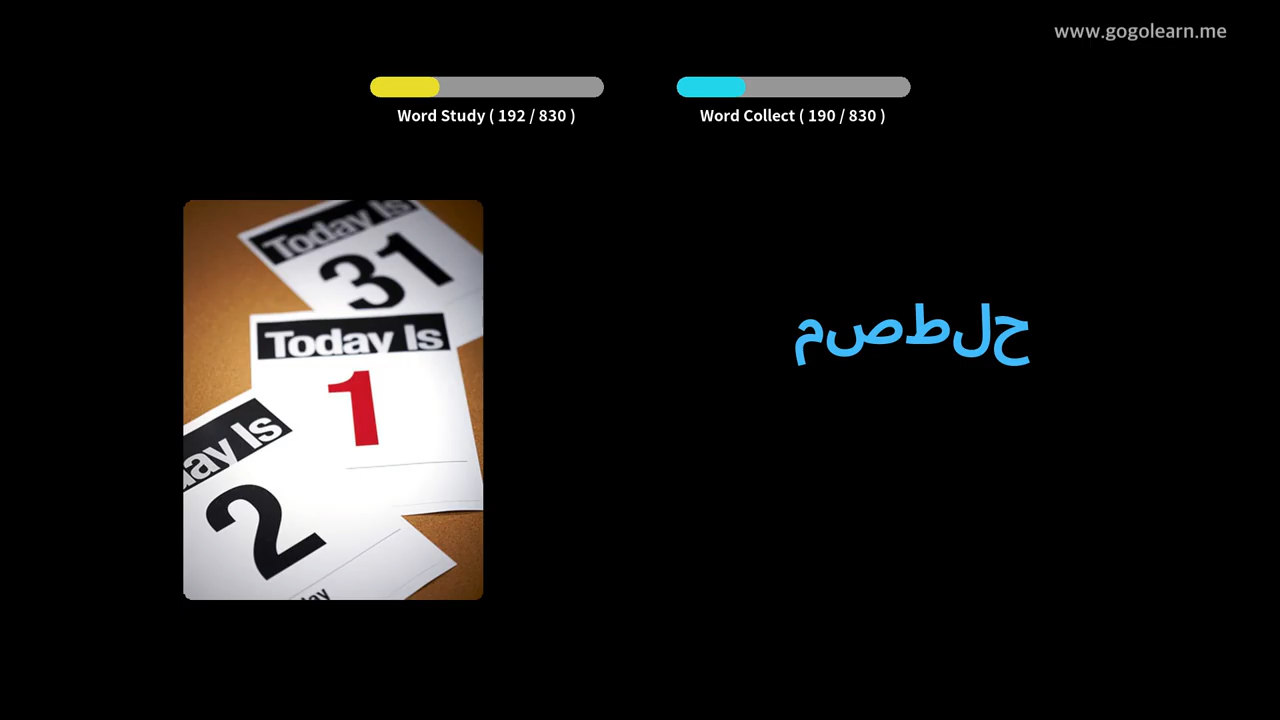 www.gogolearn.me
Word Study ( 192 / 830 )
Word Collect ( 190 / 830 )
Today Is
31
Today Is
1
ay Is
2
ay
مصطلح